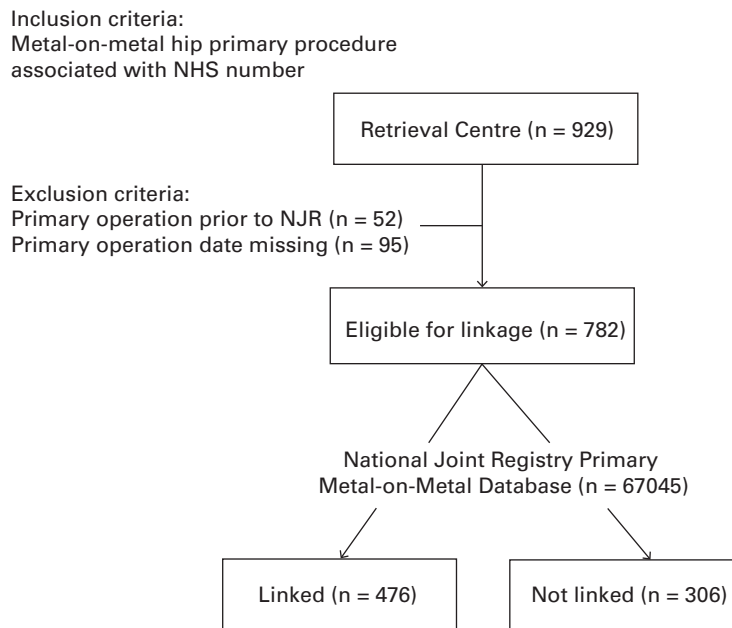 Inclusion criteria:
Metal-on-metal hip primary procedure
associated with NHS number
Retrieval Centre (n = 929)
Exclusion criteria:
Primary operation prior to NJR (n = 52)
Primary operation date missing (n = 95)
Eligible for linkage (n = 782)
National Joint Registry Primary
Metal-on-Metal Database (n = 67045)
Linked (n = 476)
Not linked (n = 306)